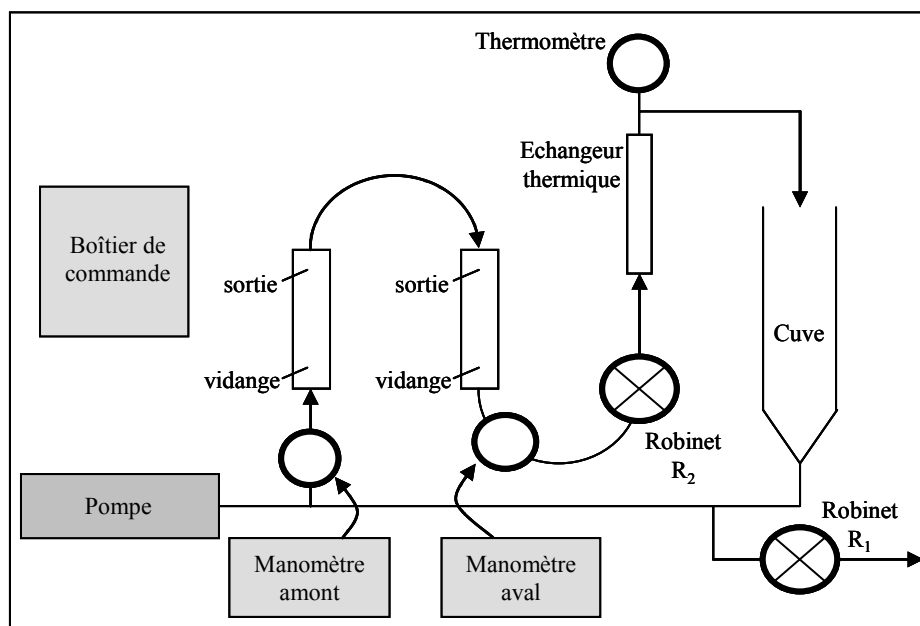 Thermomètre
Echangeur
thermique
Boîtier de
commande
sortie
sortie
Cuve
vidange
vidange
Robinet
R2
Pompe
Robinet
R1
Manomètre
amont
Manomètre
aval